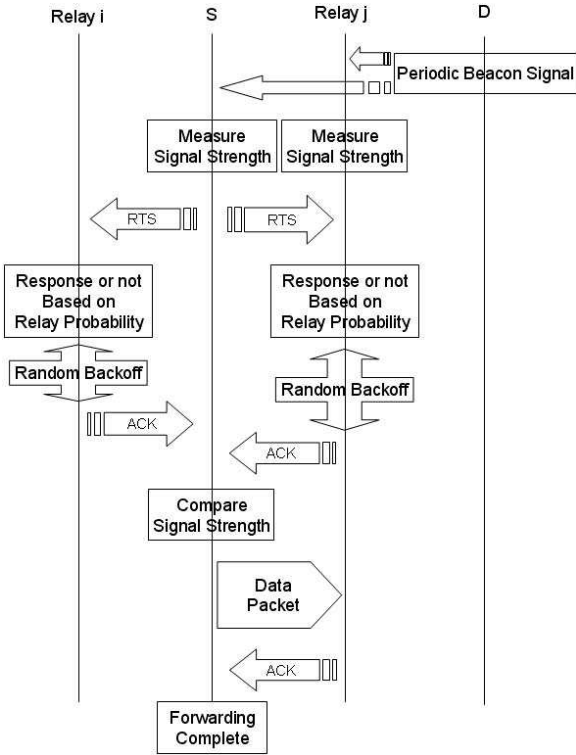 Relay i
S
Relay j
D
Periodic Beacon Signal
Measure
Signal Strength
Measure
Signal Strength
RTS
RTS
Response or not
Based on
Relay Probability
Response or not
Based on
Relay Probability
Random Backoff
Random Backoff
ACK
ACK
Compare
Signal Strength
Data
Packet
ACK
Forwarding
Complete